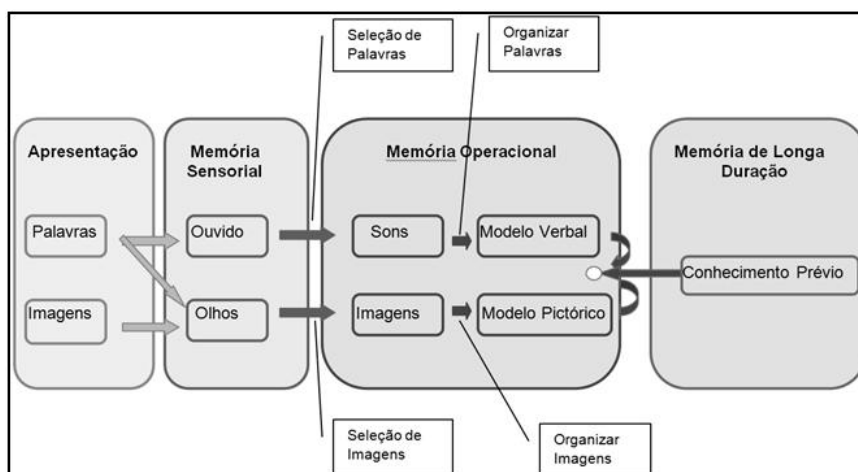 Seleção de
Palavras
Organizar
Palavras
Apresentação
Memória
Sensorial
Memória Operacional
Memória de Longa
Duração
Palavras
Ouvido
Sons
Modelo Verbal
Conhecimento Prévio
Imagens
Olhos
Imagens
Modelo Pictórico
Seleção de
Imagens
Organizar
Imagens